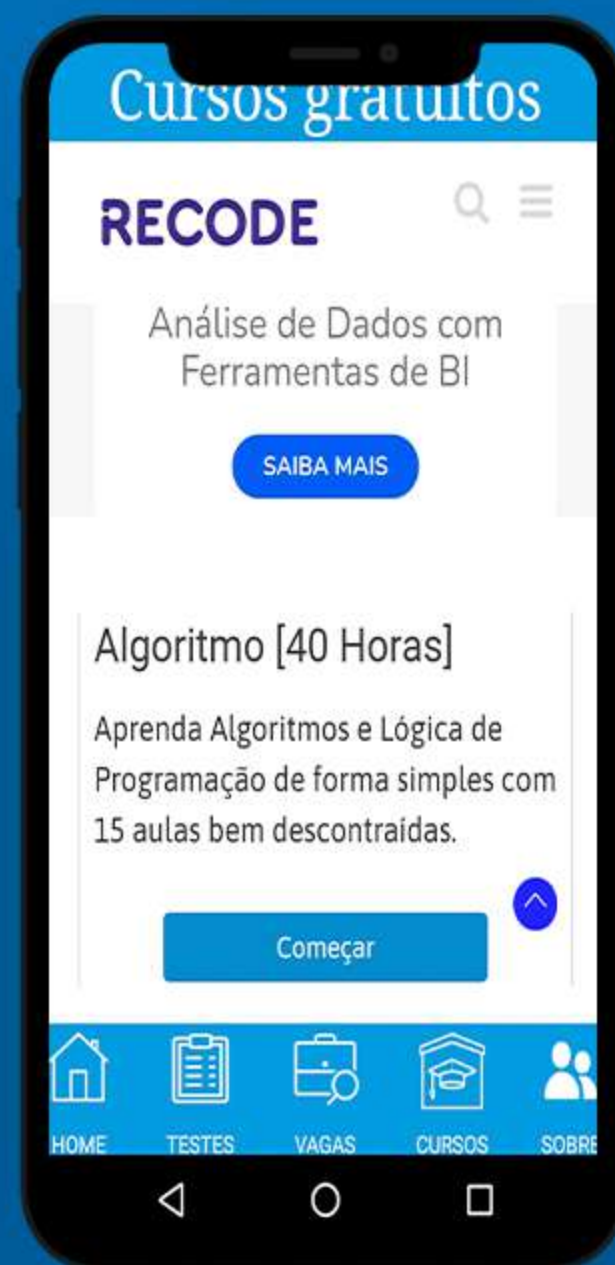 Cursos gratuitos
RECODE
Análise de Dados com
Ferramentas de BI
SAIBA MAIS
Algoritmo [40 Horas]
Aprenda Algoritmos e Lógica de
Programação de forma simples com
15 aulas bem descontraídas.
Começar
HOME TESTES VAGAS CURSOS SOBRE